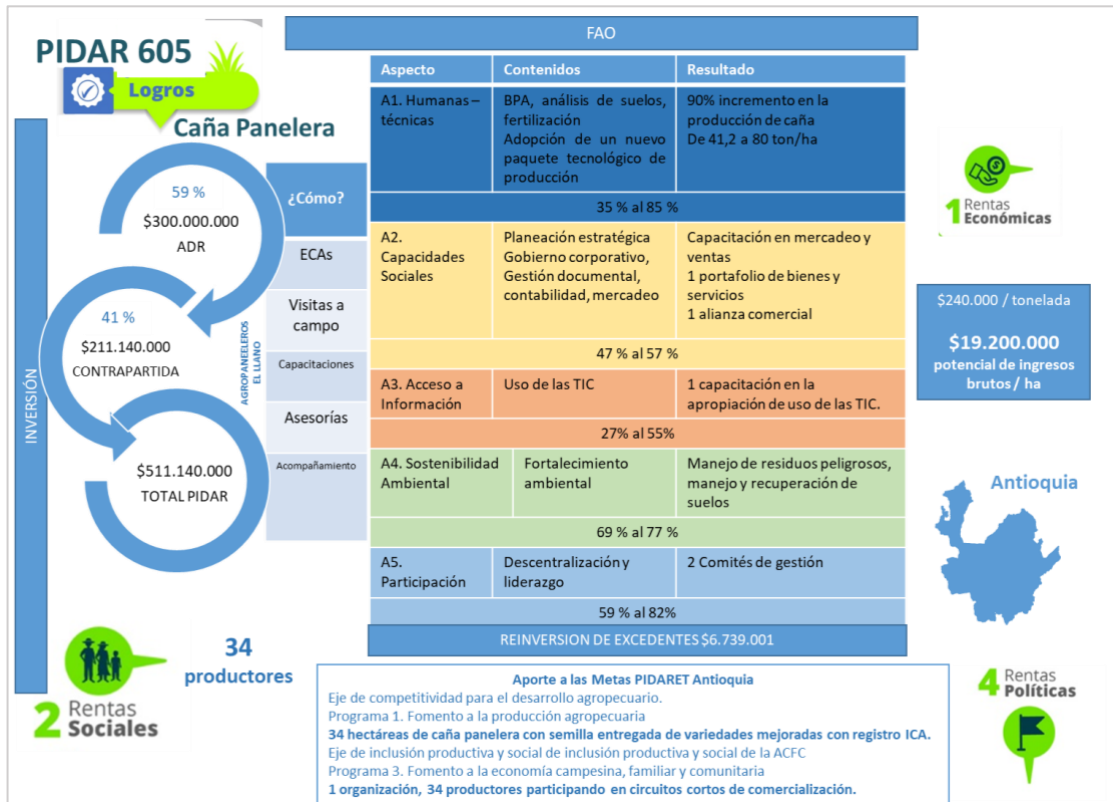 PIDAR 605
Logros
Caña Panelera
FAO
INVERSIÓN
59 %
$300.000.000
ADR
41 %
$211.140.000
CONTRAPARTIDA
$511.140.000
TOTAL PIDAR
AGROPANEELEROS
EL LLANO
¿Cómo?
ECAs
Visitas a
campo
Capacitaciones
Asesorías
Acompañamiento
Aspecto Contenidos Resultado
A1. Humanas –
técnicas
BPA, análisis de suelos,
fertilización
Adopción de un nuevo
paquete tecnológico de
producción
90% incremento en la
producción de caña
De 41,2 a 80 ton/ha
35 % al 85 %
A2.
Capacidades
Sociales
Planeación estratégica
Gobierno corporativo,
Gestión documental,
contabilidad, mercadeo
Capacitación en mercadeo y
ventas
1 portafolio de bienes y
servicios
1 alianza comercial
47 % al 57 %
A3. Acceso a
Información
Uso de las TIC
1 capacitación en la
apropiación de uso de las TIC.
27% al 55%
A4. Sostenibilidad
Ambiental
Fortalecimiento
ambiental
Manejo de residuos peligrosos,
manejo y recuperación de
suelos
69 % al 77 %
A5.
Participación
Descentralización y
liderazgo
2 Comités de gestión
59 % al 82%
REINVERSION DE EXCEDENTES $6.739.001
1 Rentas
Económicas
$240.000 / tonelada
$19.200.000
potencial de ingresos
brutos / ha
Antioquia
34
productores
2 Rentas
Sociales
Aporte a las Metas PIDARET Antioquia
Eje de competitividad para el desarrollo agropecuario.
Programa 1. Fomento a la producción agropecuaria
34 hectáreas de caña panelera con semilla entregada de variedades mejoradas con registro ICA.
Eje de inclusión productiva y social de inclusión productiva y social de la ACFC
Programa 3. Fomento a la economía campesina, familiar y comunitaria
1 organización, 34 productores participando en circuitos cortos de comercialización.
4 Rentas
Políticas